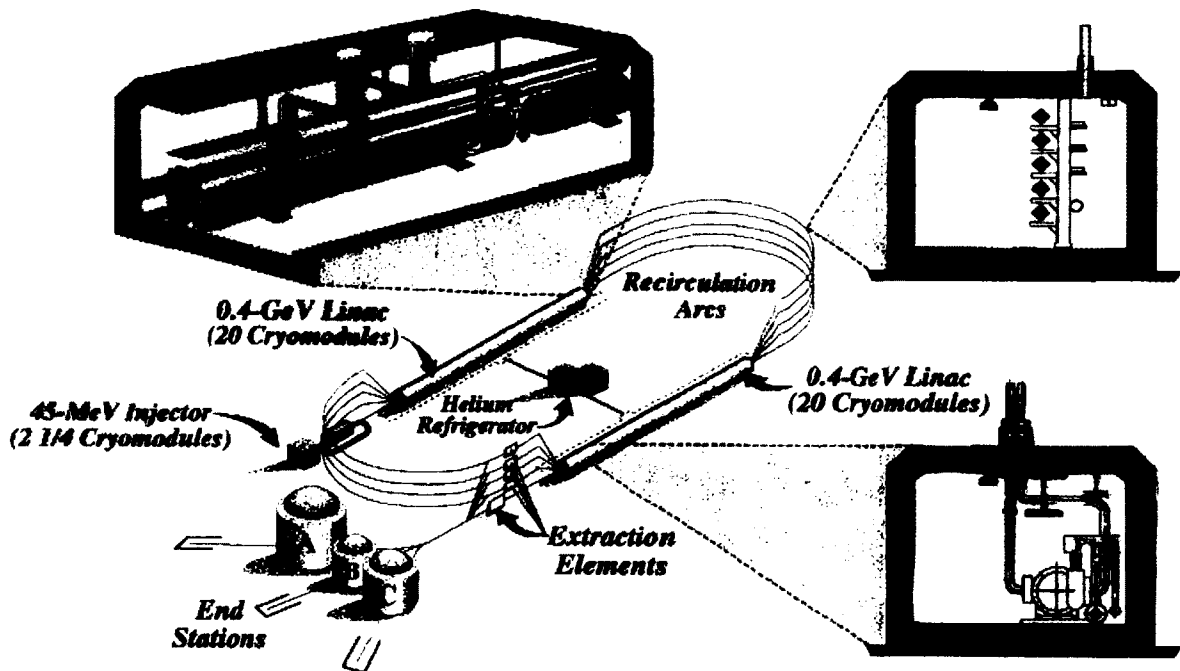 Recirculation
Arcs
0.4-GeV Linac
(20 Cryomodules)
0.4-GeV Linac
(20 Cryomodules)
Helium
Refrigerator
45-MeV Injector
(2 1/4 Cryomodules)
Extraction
Elements
A
B
C
End
Stations